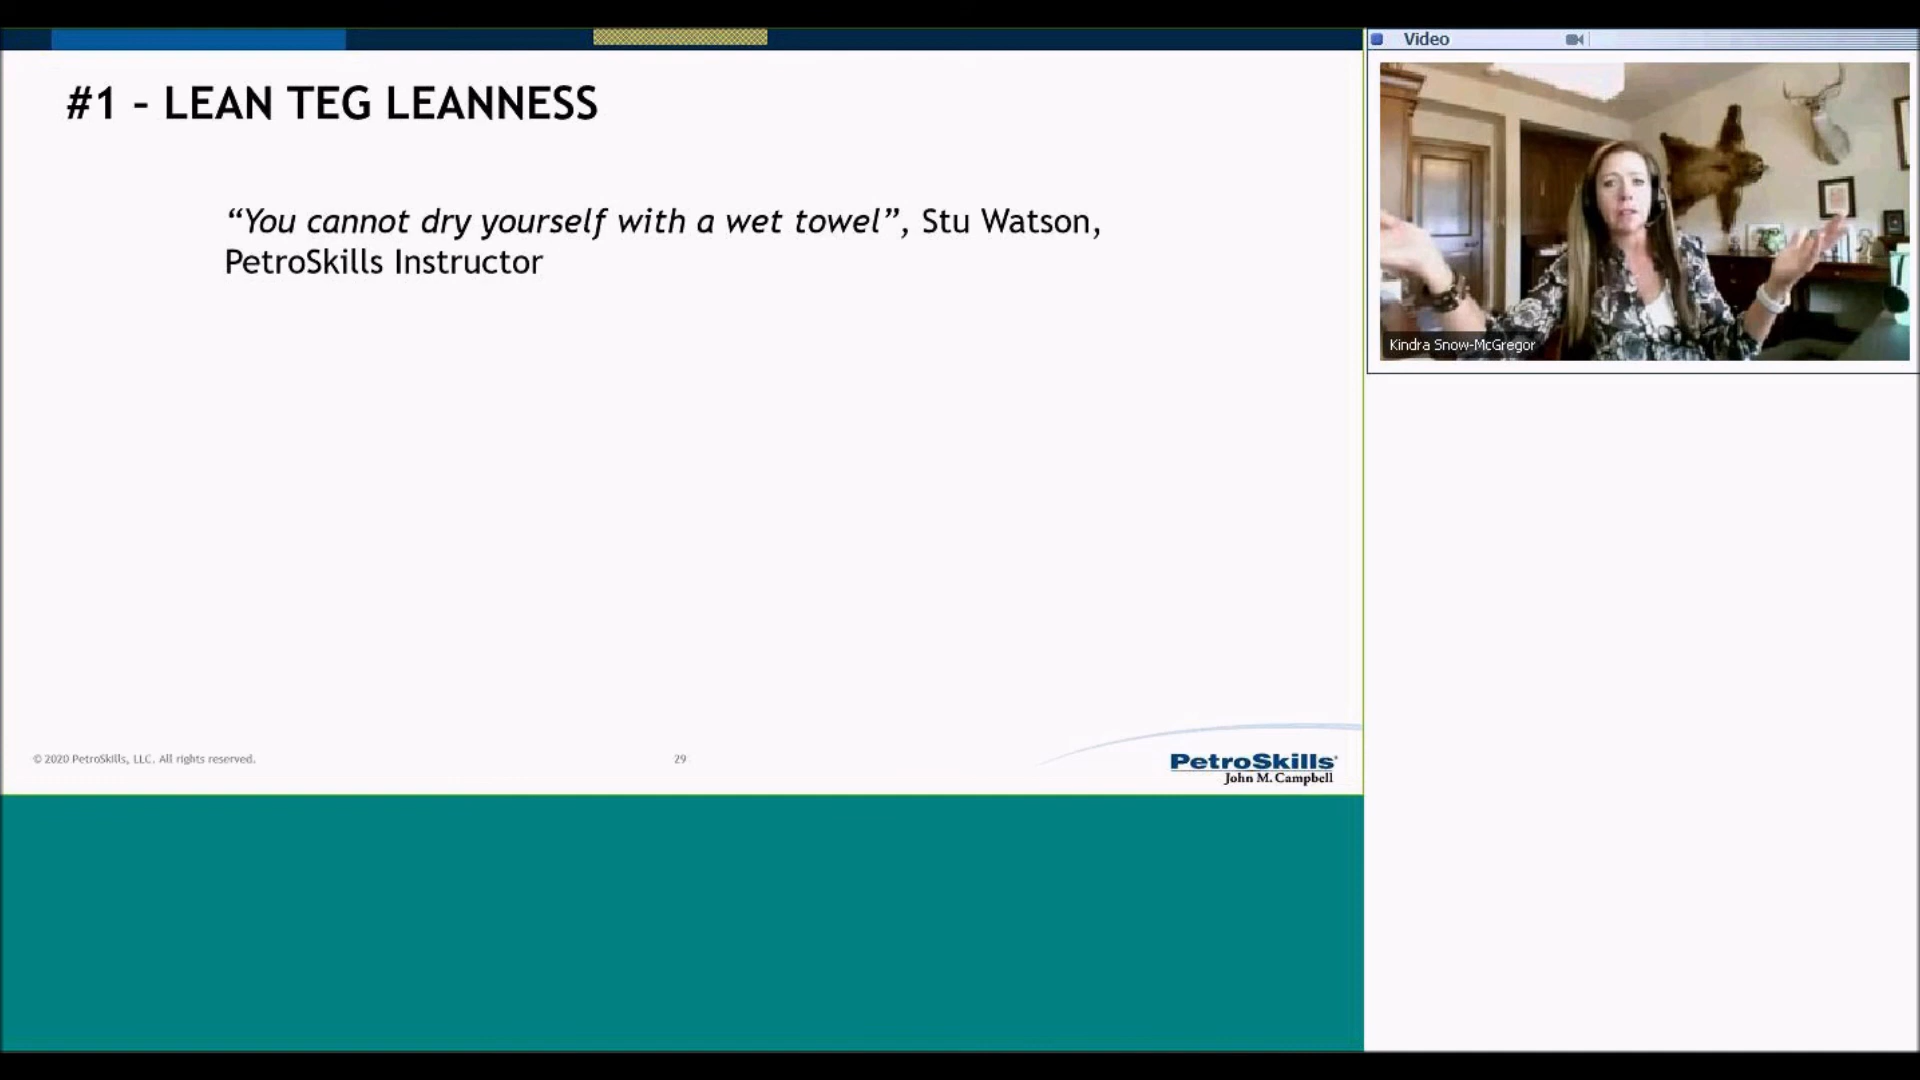 Video
#1 – LEAN TEG LEANNESS
“You cannot dry yourself with a wet towel”, Stu Watson,
PetroSkills Instructor
Kindra Snow-McGregor
© 2020 PetroSkills, LLC. All rights reserved.
29
PetroSkills
John M. Campbell